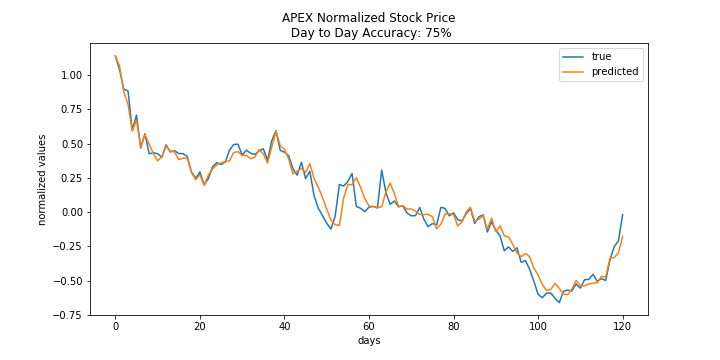 APEX Normalized Stock Price
Day to Day Accuracy: 75%
true
predicted
normalized values
1.00
0.75
0.50
0.25
0.00
−0.25
−0.50
−0.75
0
20
40
60
80
100
120
days